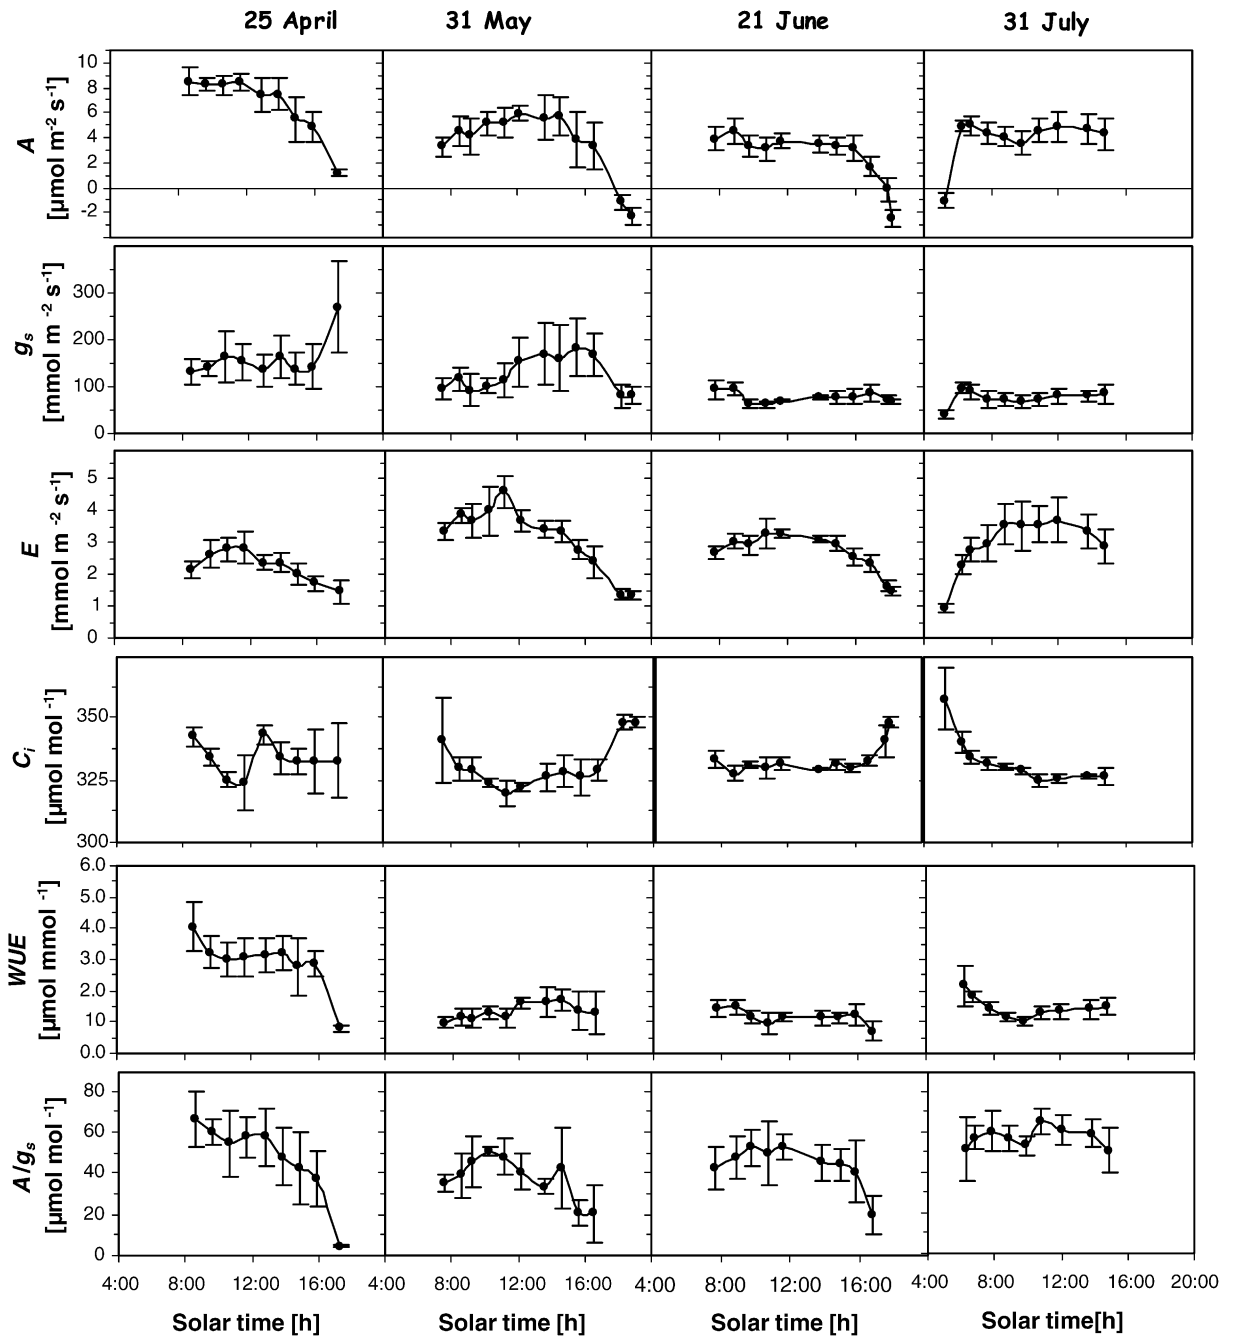 25 April 31 May 21 June 31 July
A
[µmol m⁻² s⁻¹]
10
8
6
4
2
0
-2
gₛ
[mmol m ⁻² s⁻¹]
300
200
100
0
E
[mmol m ⁻² s⁻¹]
5
4
3
2
1
0
Cᵢ
[µmol mol ⁻¹]
350
325
300
WUE
[µmol mmol ⁻¹]
6.0
5.0
4.0
3.0
2.0
1.0
0.0
A/gₛ
[µmol mol ⁻¹]
80
60
40
20
0
4:00 8:00 12:00 16:00 4:00 8:00 12:00 16:00 4:00 8:00 12:00 16:00 4:00 8:00 12:00 16:00 20:00
Solar time [h] Solar time [h] Solar time [h] Solar time[h]